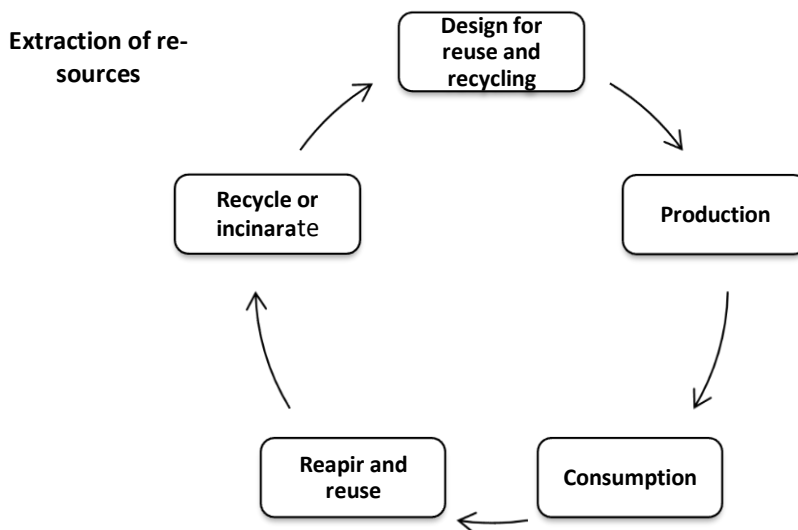 Extraction of re-
sources
Design for
reuse and
recycling
Production
Consumption
Reapir and
reuse
Recycle or
incinarate